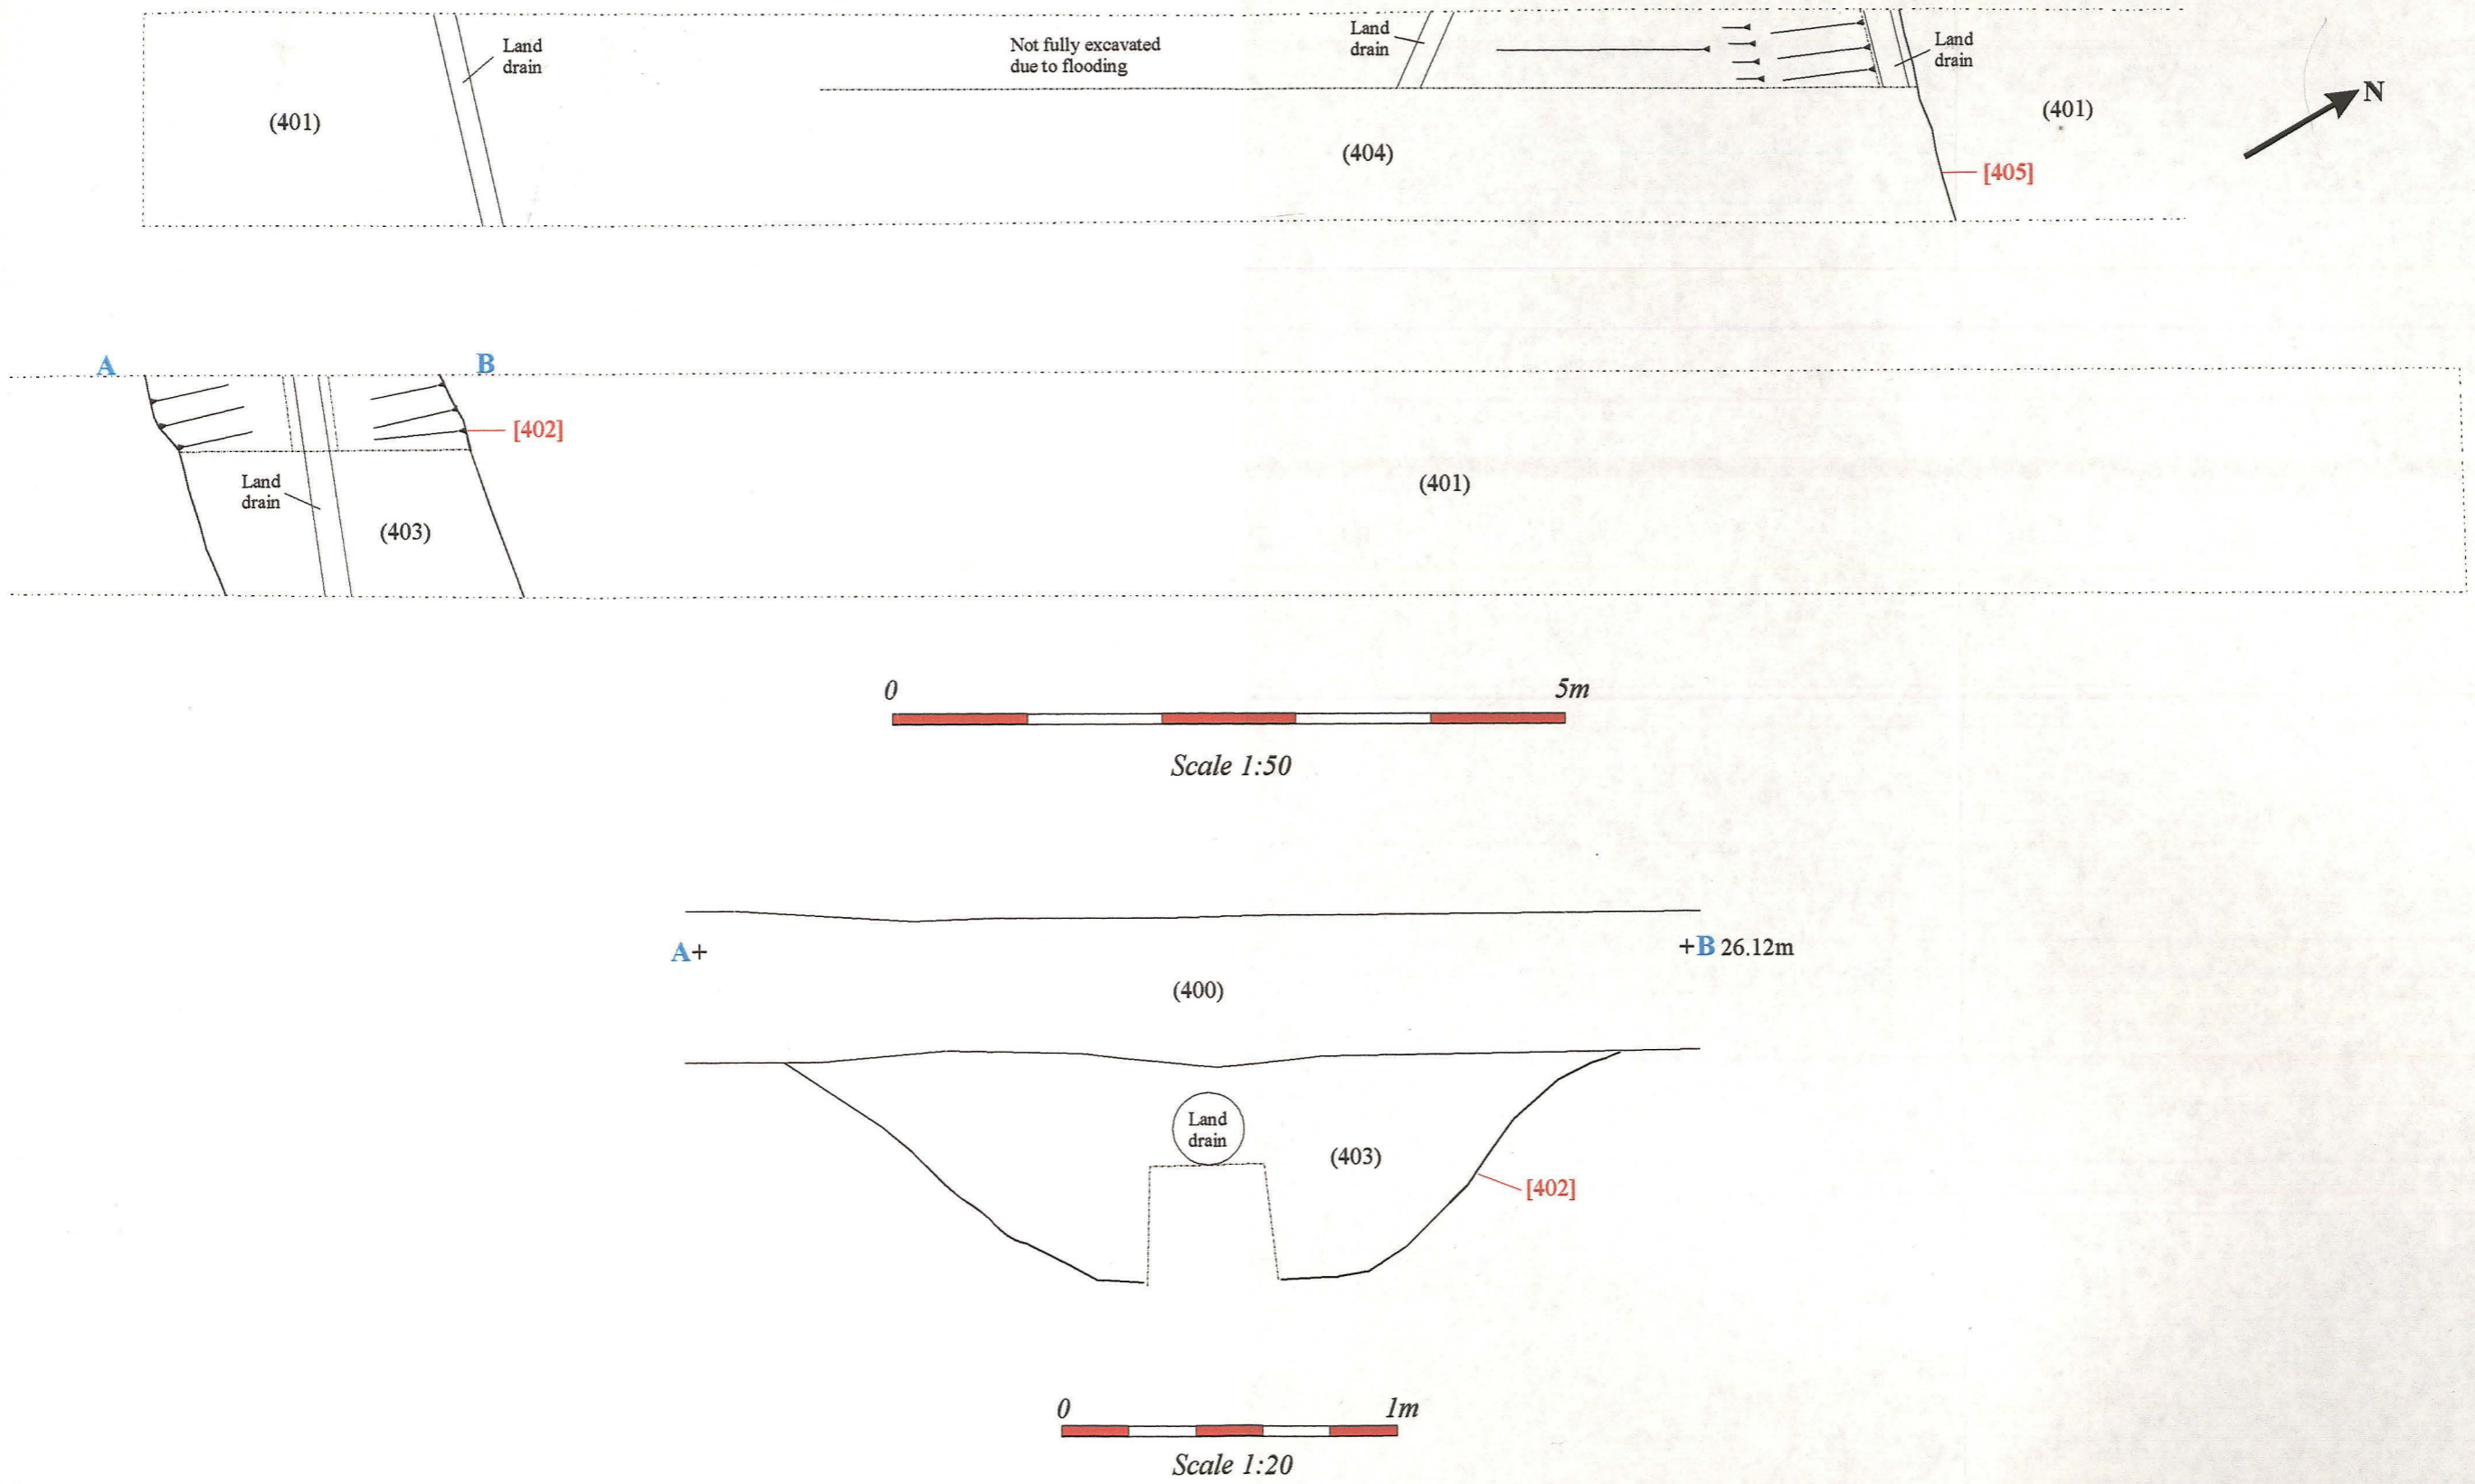 Land
drain
Not fully excavated
due to flooding
Land
drain
Land
drain
(401)
(401)
N
(404)
[405]
A
B
[402]
Land
drain
(403)
(401)
0
5m
Scale 1:50
A+
+B 26.12m
(400)
Land
drain
(403)
[402]
0
1m
Scale 1:20